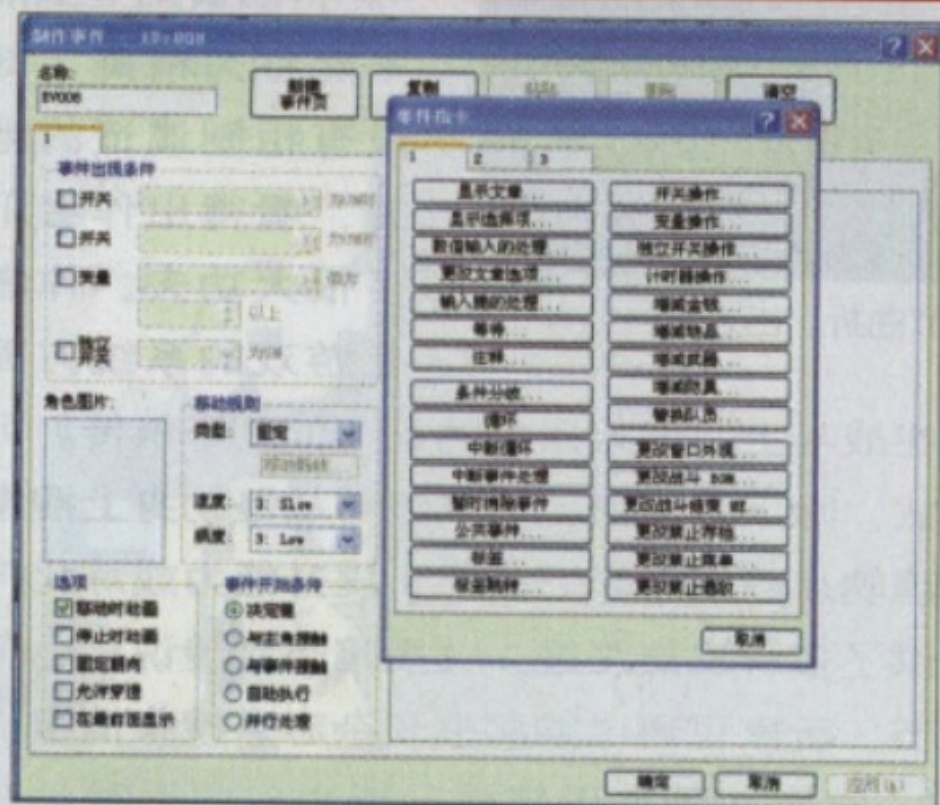 制作事件 - ID:008
名称:
EV008
新建
事件页
复制
清空
1
事件出现条件
开关
开关
变量
以上
独立
开关
角色图片:
移动规则
类型: 固定
速度: 3: Slow
频度: 3: Low
选项
移动时动画
停止时动画
固定朝向
允许穿透
在最前面显示
事件开始条件
决定键
与主角接触
与事件接触
自动执行
并行处理
事件指令
1 2 3
显示文章...
显示选择项...
数值输入的处理...
更改文章选项...
输入键的处理...
等待...
注释...
条件分歧...
循环
中断循环
中断事件处理
暂时消除事件
公共事件...
标签...
标签跳转...
开关操作...
变量操作...
独立开关操作...
计时器操作...
增减金钱...
增减物品...
增减武器...
增减防具...
替换队员...
更改窗口外观...
更改战斗 BGM...
更改战斗结束 ME...
更改禁止存档...
更改禁止菜单...
更改禁止遇敌...
取消
确定 取消